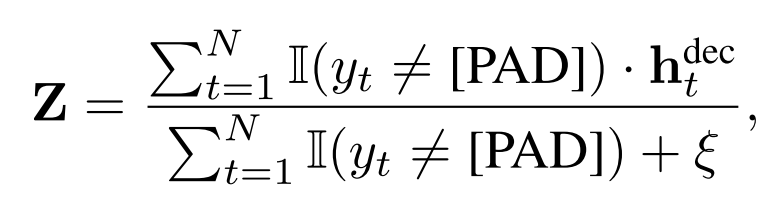 \mathbf{Z} = \frac{\sum_{t=1}^{N} \mathbb{I}(y_t \neq \text{[PAD]}) \cdot \mathbf{h}_t^{\text{dec}}}{\sum_{t=1}^{N} \mathbb{I}(y_t \neq \text{[PAD]}) + \xi},